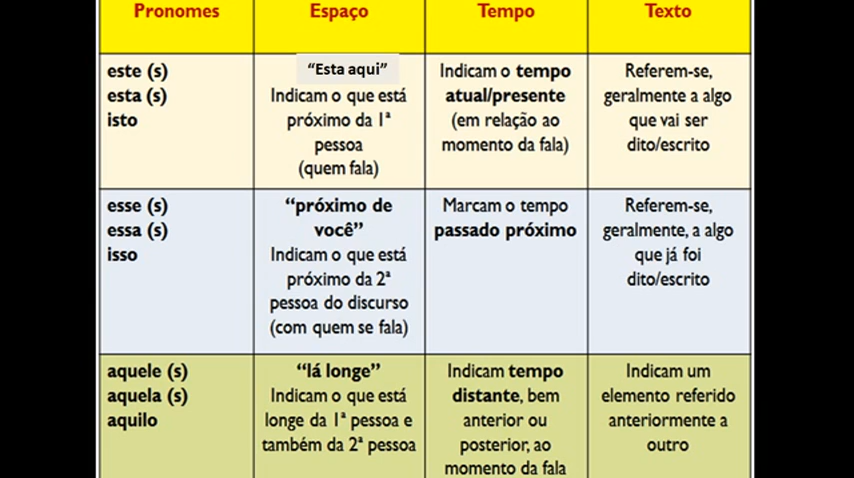 Pronomes
Espaço
Tempo
Texto
este (s)
esta (s)
isto
“Esta aqui”
Indicam o que está
próximo da 1ª
pessoa
(quem fala)
Indicam o tempo
atual/presente
(em relação ao
momento da fala)
Referem-se,
geralmente a algo
que vai ser
dito/escrito
esse (s)
essa (s)
isso
“próximo de
você”
Indicam o que está
próximo da 2ª
pessoa do discurso
(com quem se fala)
Marcam o tempo
passado próximo
Referem-se,
geralmente, a algo
que já foi
dito/escrito
aquele (s)
aquela (s)
aquilo
“lá longe”
Indicam o que está
longe da 1ª pessoa e
também da 2ª pessoa
Indicam tempo
distante, bem
anterior ou
posterior, ao
momento da fala
Indicam um
elemento referido
anteriormente a
outro